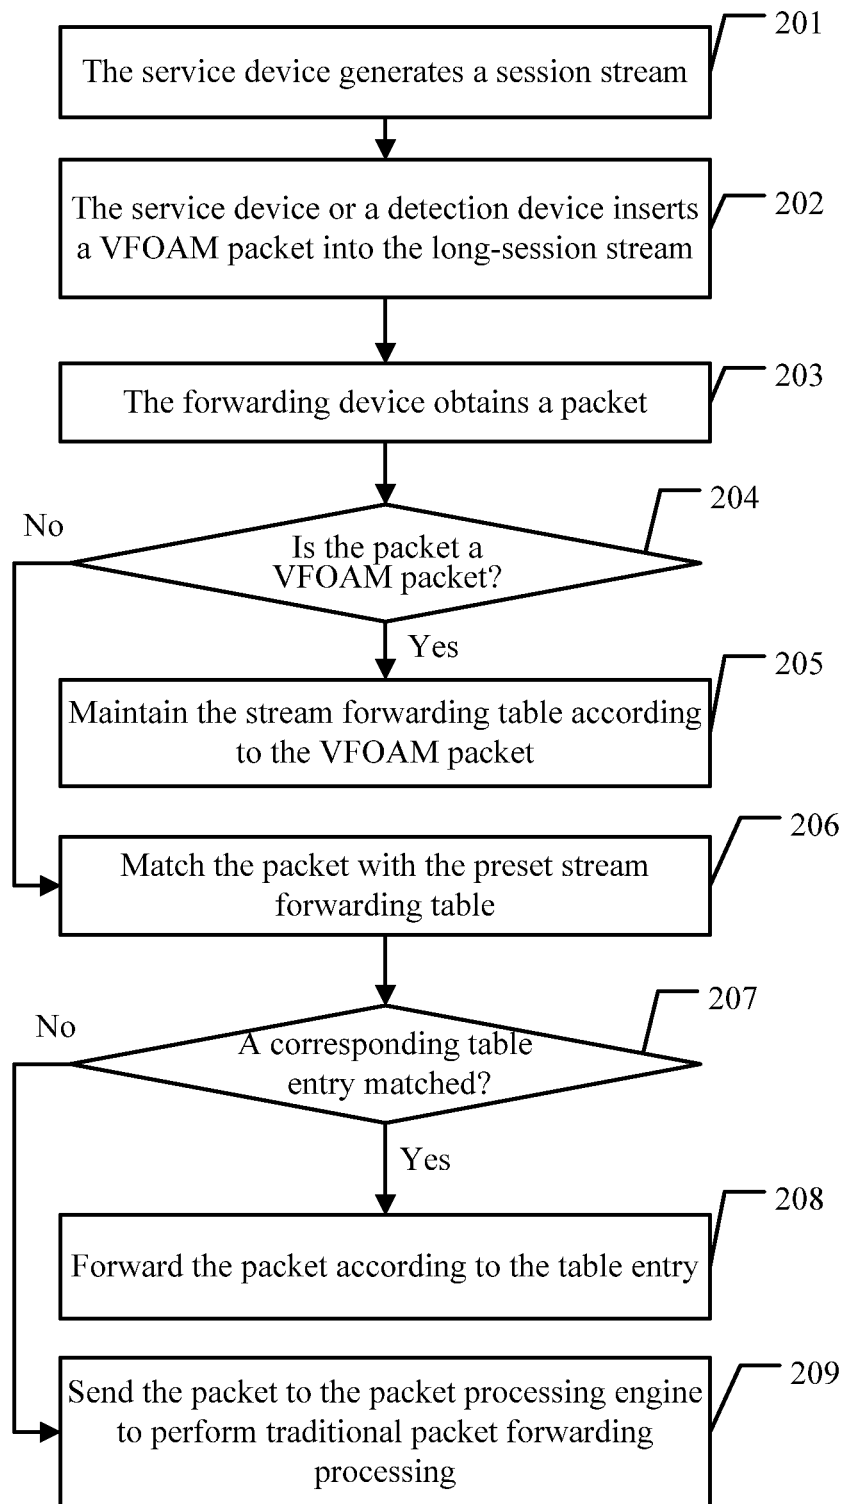 201
The service device generates a session stream
202
The service device or a detection device inserts
a VFOAM packet into the long-session stream
203
The forwarding device obtains a packet
204
No
Is the packet a
VFOAM packet?
Yes
205
Maintain the stream forwarding table according
to the VFOAM packet
206
Match the packet with the preset stream
forwarding table
207
No
A corresponding table
entry matched?
Yes
208
Forward the packet according to the table entry
209
Send the packet to the packet processing engine
to perform traditional packet forwarding
processing